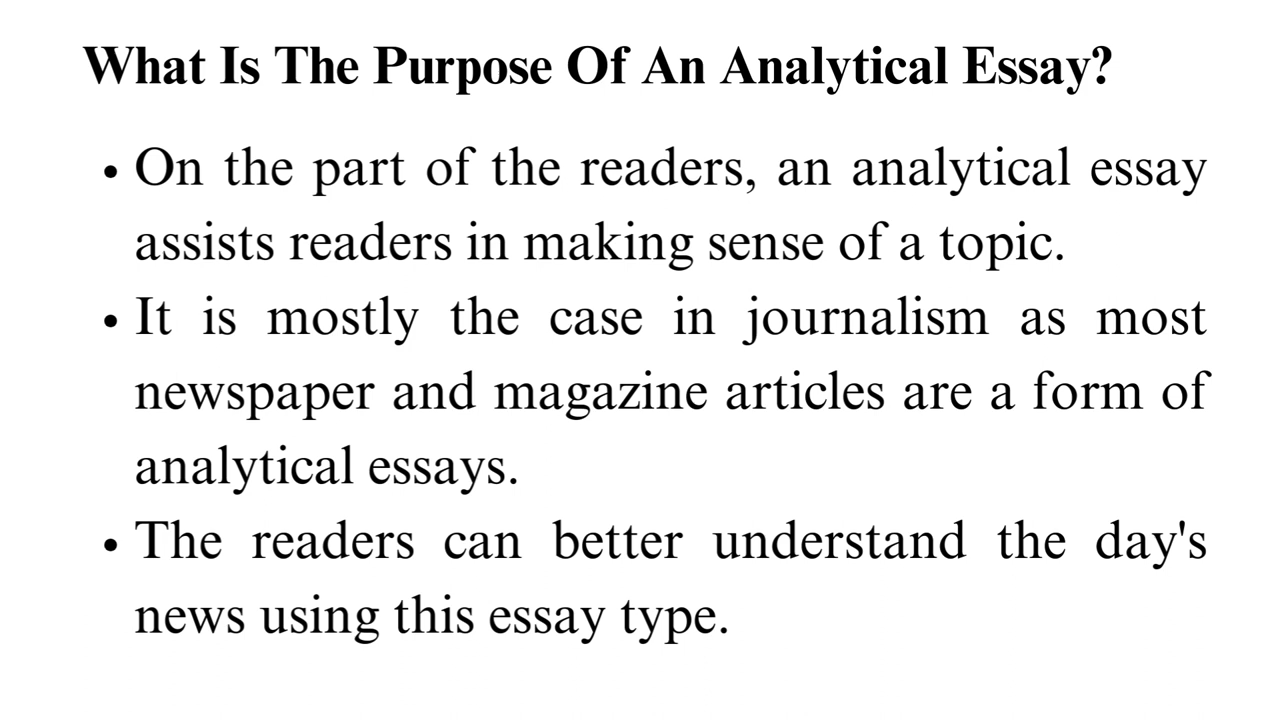 What Is The Purpose Of An Analytical Essay?
• On the part of the readers, an analytical essay
assists readers in making sense of a topic.
• It is mostly the case in journalism as most
newspaper and magazine articles are a form of
analytical essays.
• The readers can better understand the day's
news using this essay type.